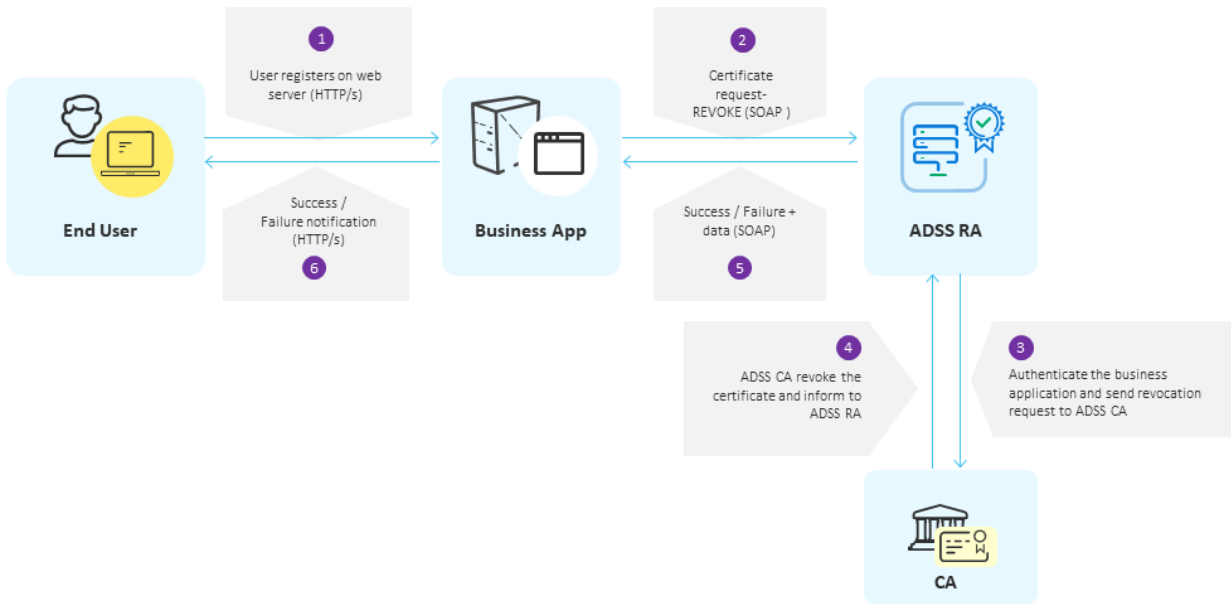 1
User registers on web
server (HTTP/s)
2
Certificate
request-
REVOKE (SOAP )
End User
Business App
ADSS RA
Success /
Failure notification
(HTTP/s)
6
Success / Failure +
data (SOAP)
5
4
ADSS CA revoke the
certificate and inform to
ADSS RA
3
Authenticate the business
application and send revocation
request to ADSS CA
CA